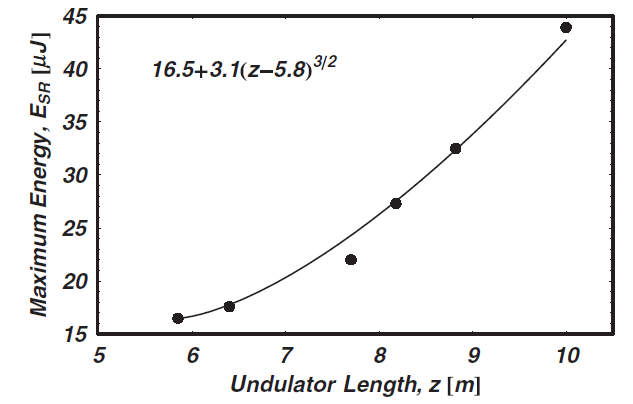 45
40
35
30
25
20
15
5 6 7 8 9 10
16.5+3.1(z–5.8)^3/2
Maximum Energy, E_SR [μJ]
Undulator Length, z [m]